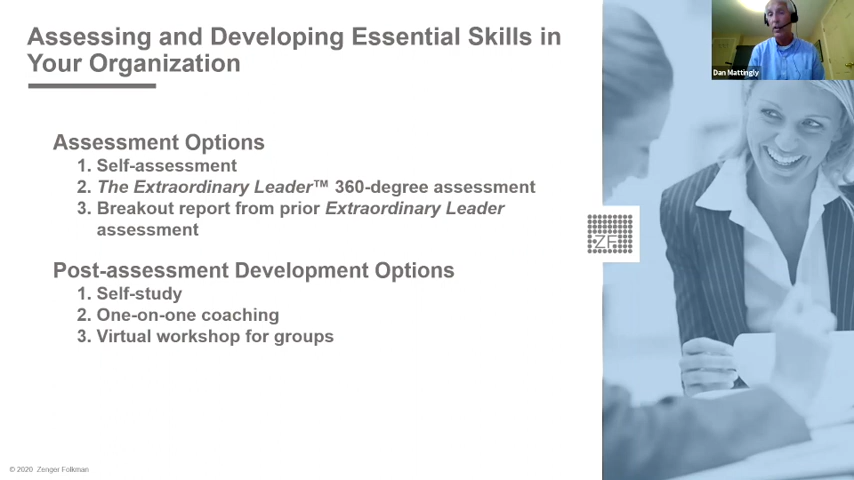 Assessing and Developing Essential Skills in
Your Organization
Dan Mattingly
Assessment Options
1. Self-assessment
2. The Extraordinary Leader™ 360-degree assessment
3. Breakout report from prior Extraordinary Leader
assessment
ZF
Post-assessment Development Options
1. Self-study
2. One-on-one coaching
3. Virtual workshop for groups
© 2020 Zenger Folkman